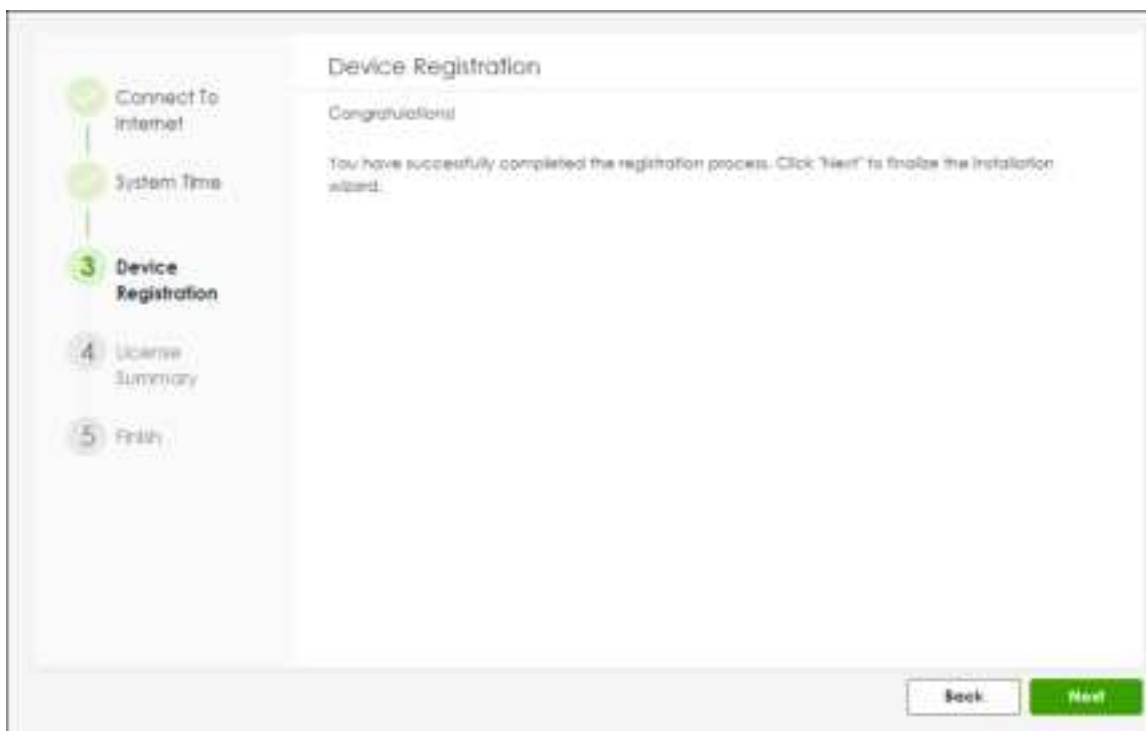 Device Registration
Connect To
Internet
Congratulations!
You have successfully completed the registration process. Click "Next" to finalize the installation
wizard.
System Time
3 Device
Registration
4 License
Summary
5 Finish
Back
Next